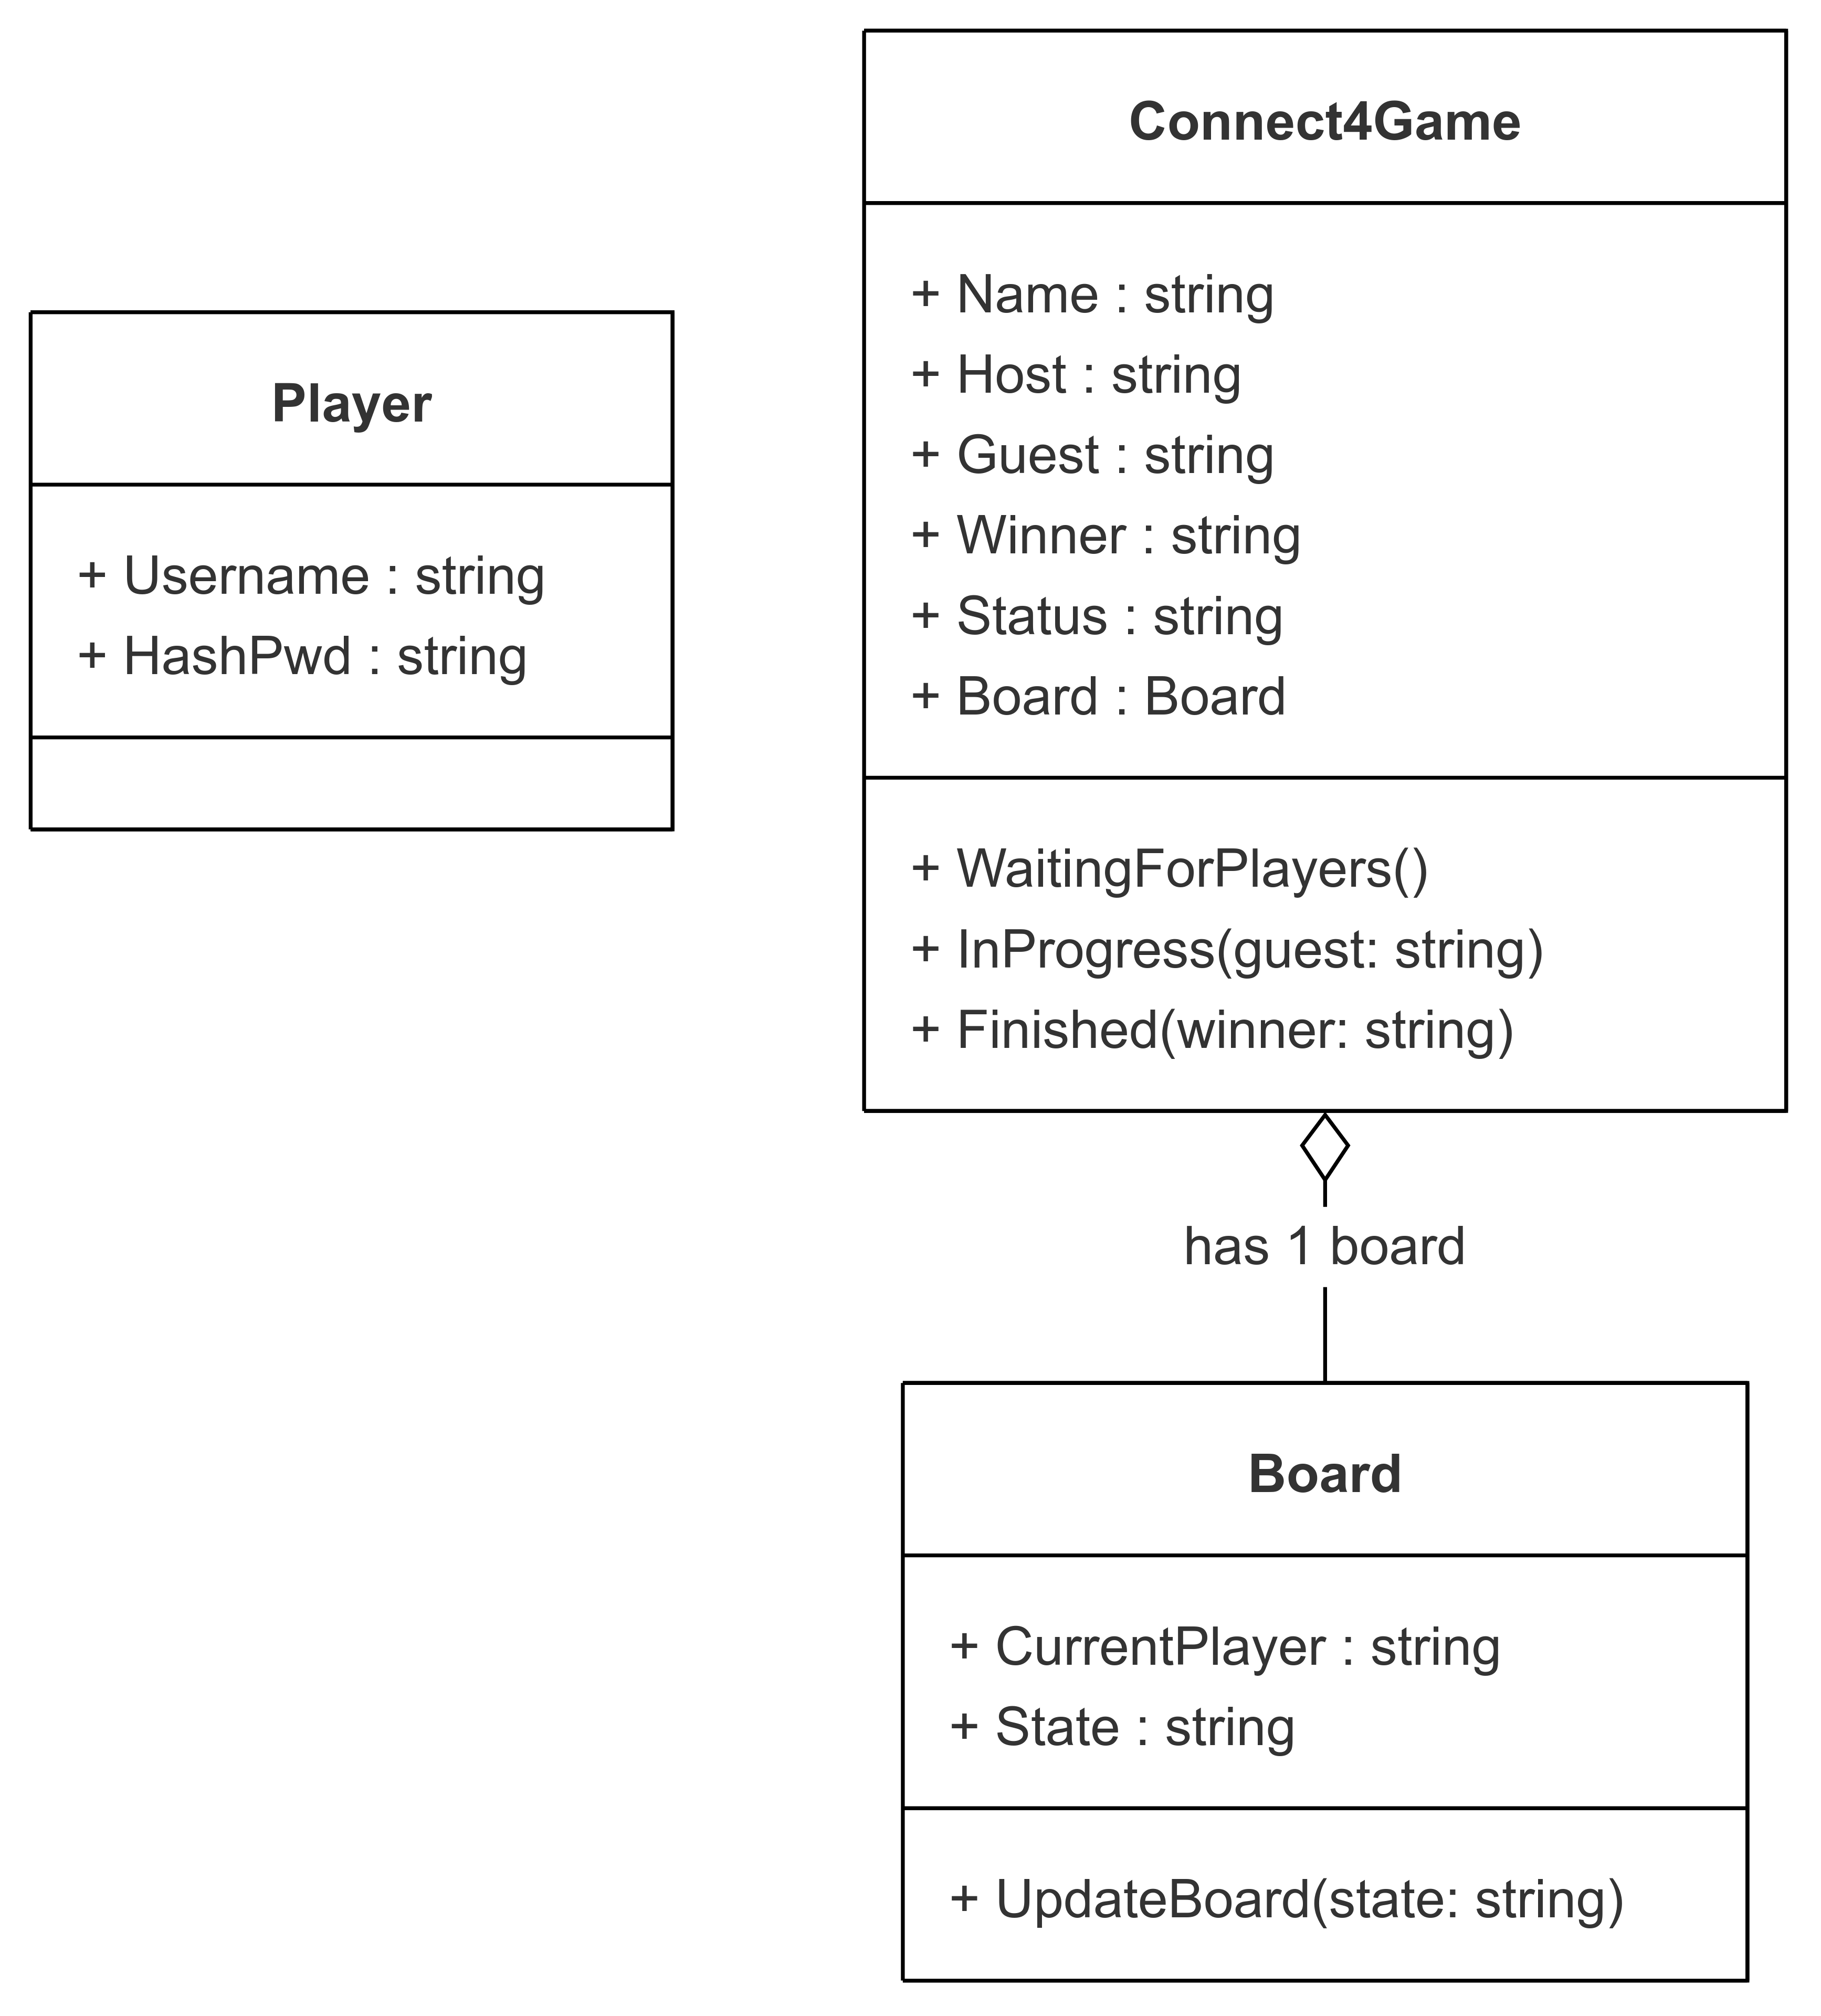 Player
+ Username : string
+ HashPwd : string
Connect4Game
+ Name : string
+ Host : string
+ Guest : string
+ Winner : string
+ Status : string
+ Board : Board
+ WaitingForPlayers()
+ InProgress(guest: string)
+ Finished(winner: string)
has 1 board
Board
+ CurrentPlayer : string
+ State : string
+ UpdateBoard(state: string)